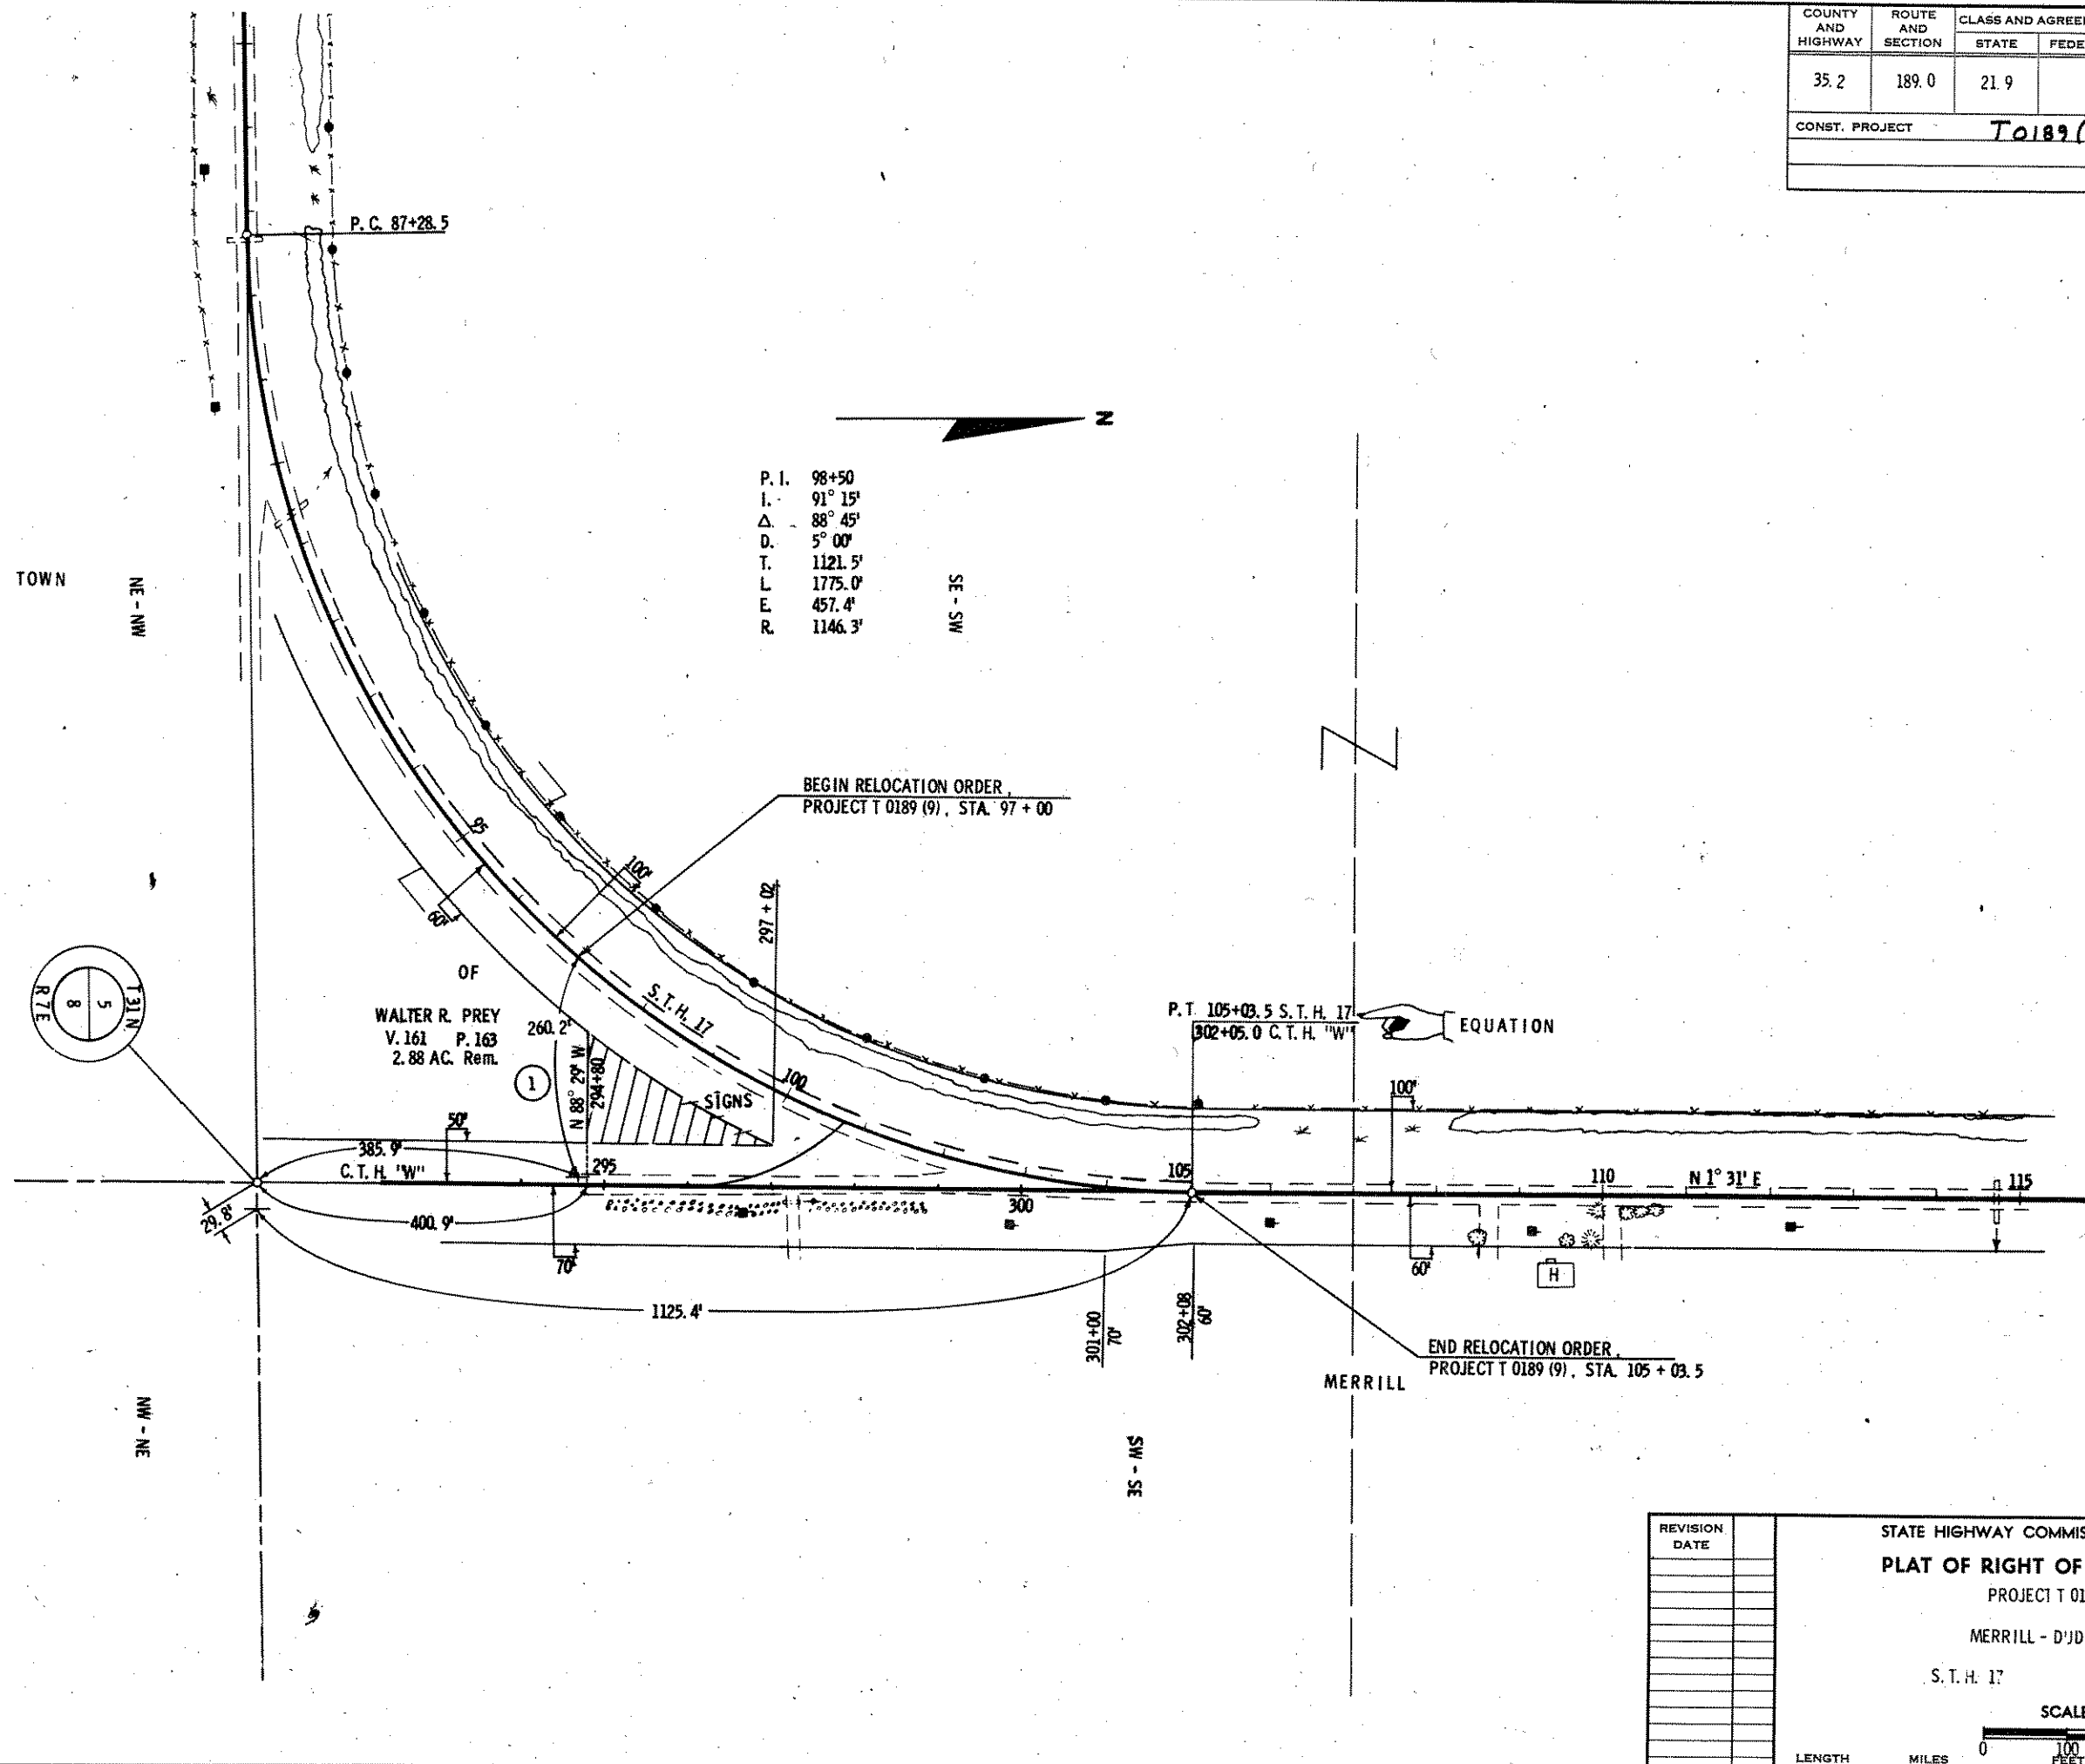 COUNTY AND HIGHWAY
ROUTE AND SECTION
CLASS AND AGREE
STATE
FEDE
35. 2
189. 0
21. 9
CONST. PROJECT
T0189(
P. C. 87+28. 5
N
P. I. 98+50
I. 91° 15'
Δ. 88° 45'
D. 5° 00'
T. 1121. 5'
L 1775. 0'
E. 457. 4'
R. 1146. 3'
TOWN
NE - NW
SE - SW
BEGIN RELOCATION ORDER,
PROJECT T 0189 (9), STA. 97 + 00
95
100'
60'
297 + 02
OF
WALTER R. PREY
V. 161 P. 163
2. 88 AC. Rem.
260. 2'
S. T. H. 17
T31N
5
8
R7E
1
N 88° 29' W
294+80
SIGNS
100
P. T. 105+03. 5 S. T. H. 17
302+05. 0 C. T. H. "W"
EQUATION
50'
385. 9'
C. T. H. "W"
295
100'
105
110
N 1° 31' E
115
29. 8'
400. 9'
300
70'
60'
H
1125. 4'
301+00
70'
302+08
60'
END RELOCATION ORDER,
PROJECT T 0189 (9), STA. 105 + 03. 5
MERRILL
NW - NE
SW - SE
REVISION DATE
STATE HIGHWAY COMMIS
PLAT OF RIGHT OF
PROJECT T 01
MERRILL - D'JD
S. T. H. 17
SCALE
0 100
FEET
LENGTH MILES